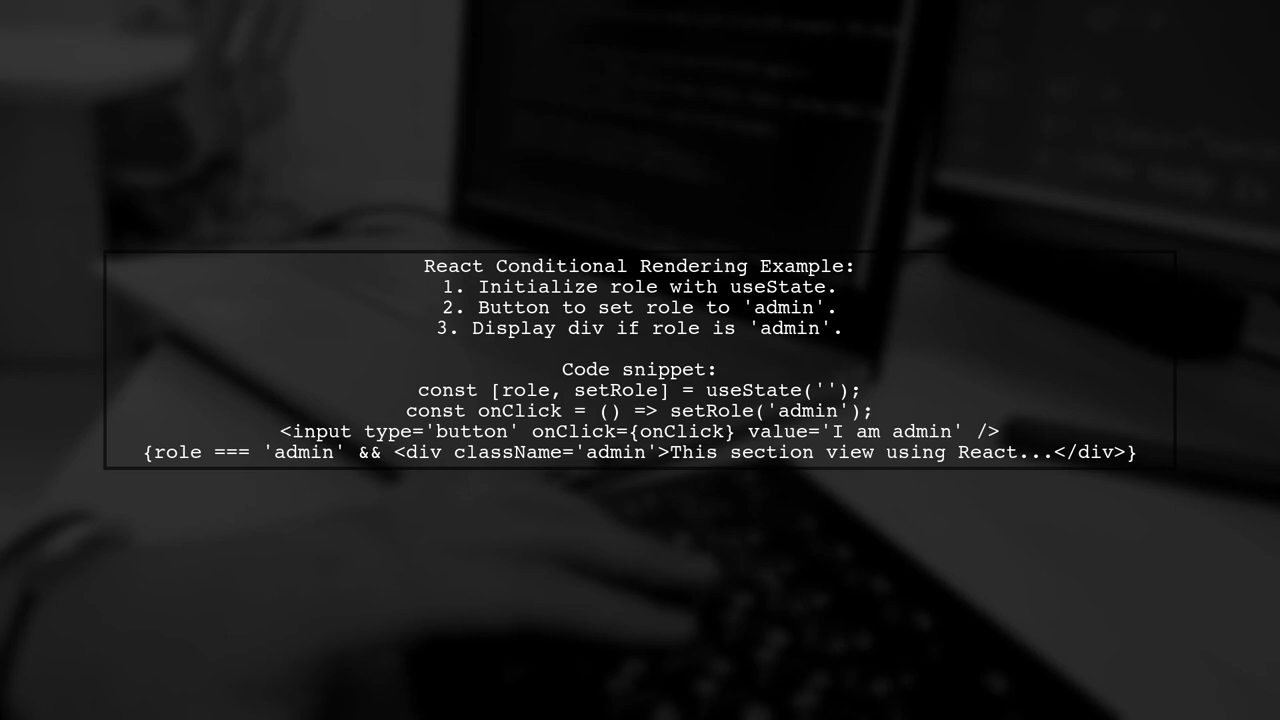 React Conditional Rendering Example:
1. Initialize role with useState.
2. Button to set role to 'admin'.
3. Display div if role is 'admin'.
Code snippet:
const [role, setRole] = useState('');
const onClick = () => setRole('admin');
<input type='button' onClick={onClick} value='I am admin' />
{role === 'admin' && <div className='admin'>This section view using React...</div>}